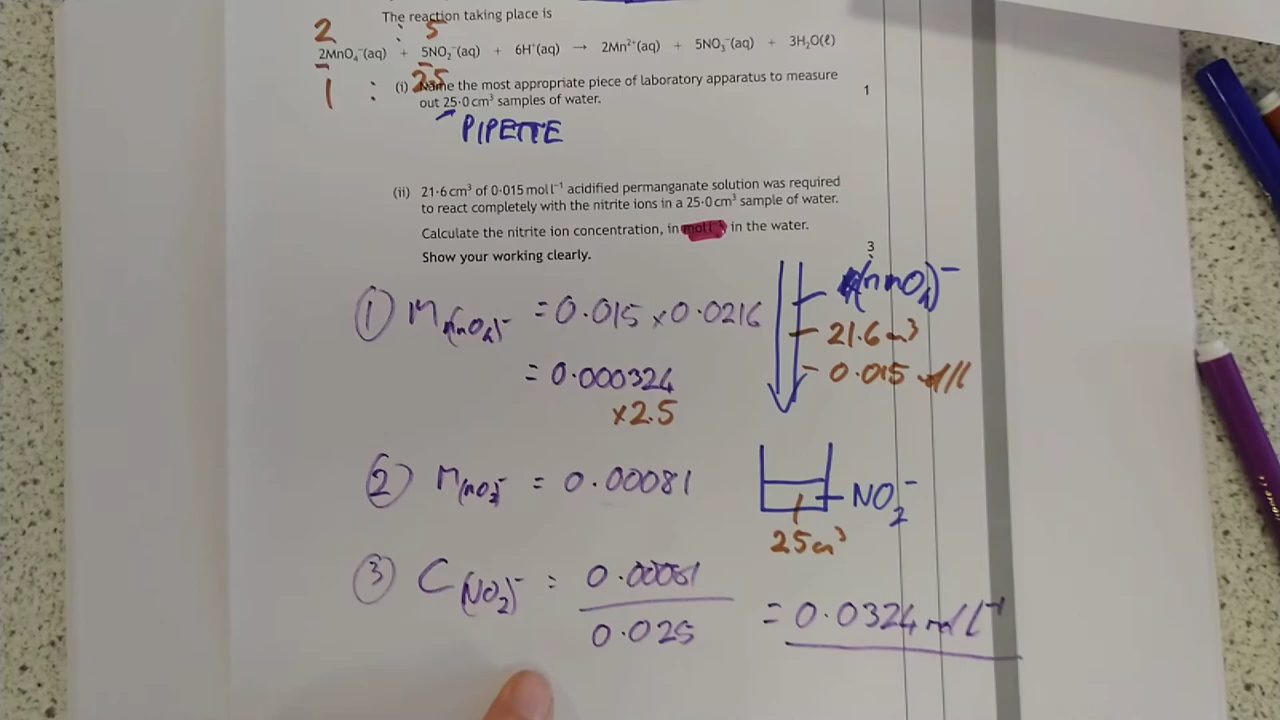 The reaction taking place is
2 : 5
2MnO₄⁻(aq) + 5NO₂⁻(aq) + 6H⁺(aq) → 2Mn²⁺(aq) + 5NO₃⁻(aq) + 3H₂O(ℓ)
1 : 2.5
(i) Name the most appropriate piece of laboratory apparatus to measure
out 25·0 cm³ samples of water. 1
PIPETTE
(ii) 21·6 cm³ of 0·015 mol l⁻¹ acidified permanganate solution was required
to react completely with the nitrite ions in a 25·0 cm³ sample of water.
Calculate the nitrite ion concentration, in mol l⁻¹, in the water.
Show your working clearly. 3
① n(MnO₄)⁻ = 0.015 × 0.0216
= 0.000324
×2.5
(MnO₄)⁻
21.6 cm³
0.015 mol/l
② n(NO₂)⁻ = 0.00081
NO₂⁻
25cm³
③ C(NO₂)⁻ = 0.00081
0.025
= 0.0324 mol l⁻¹